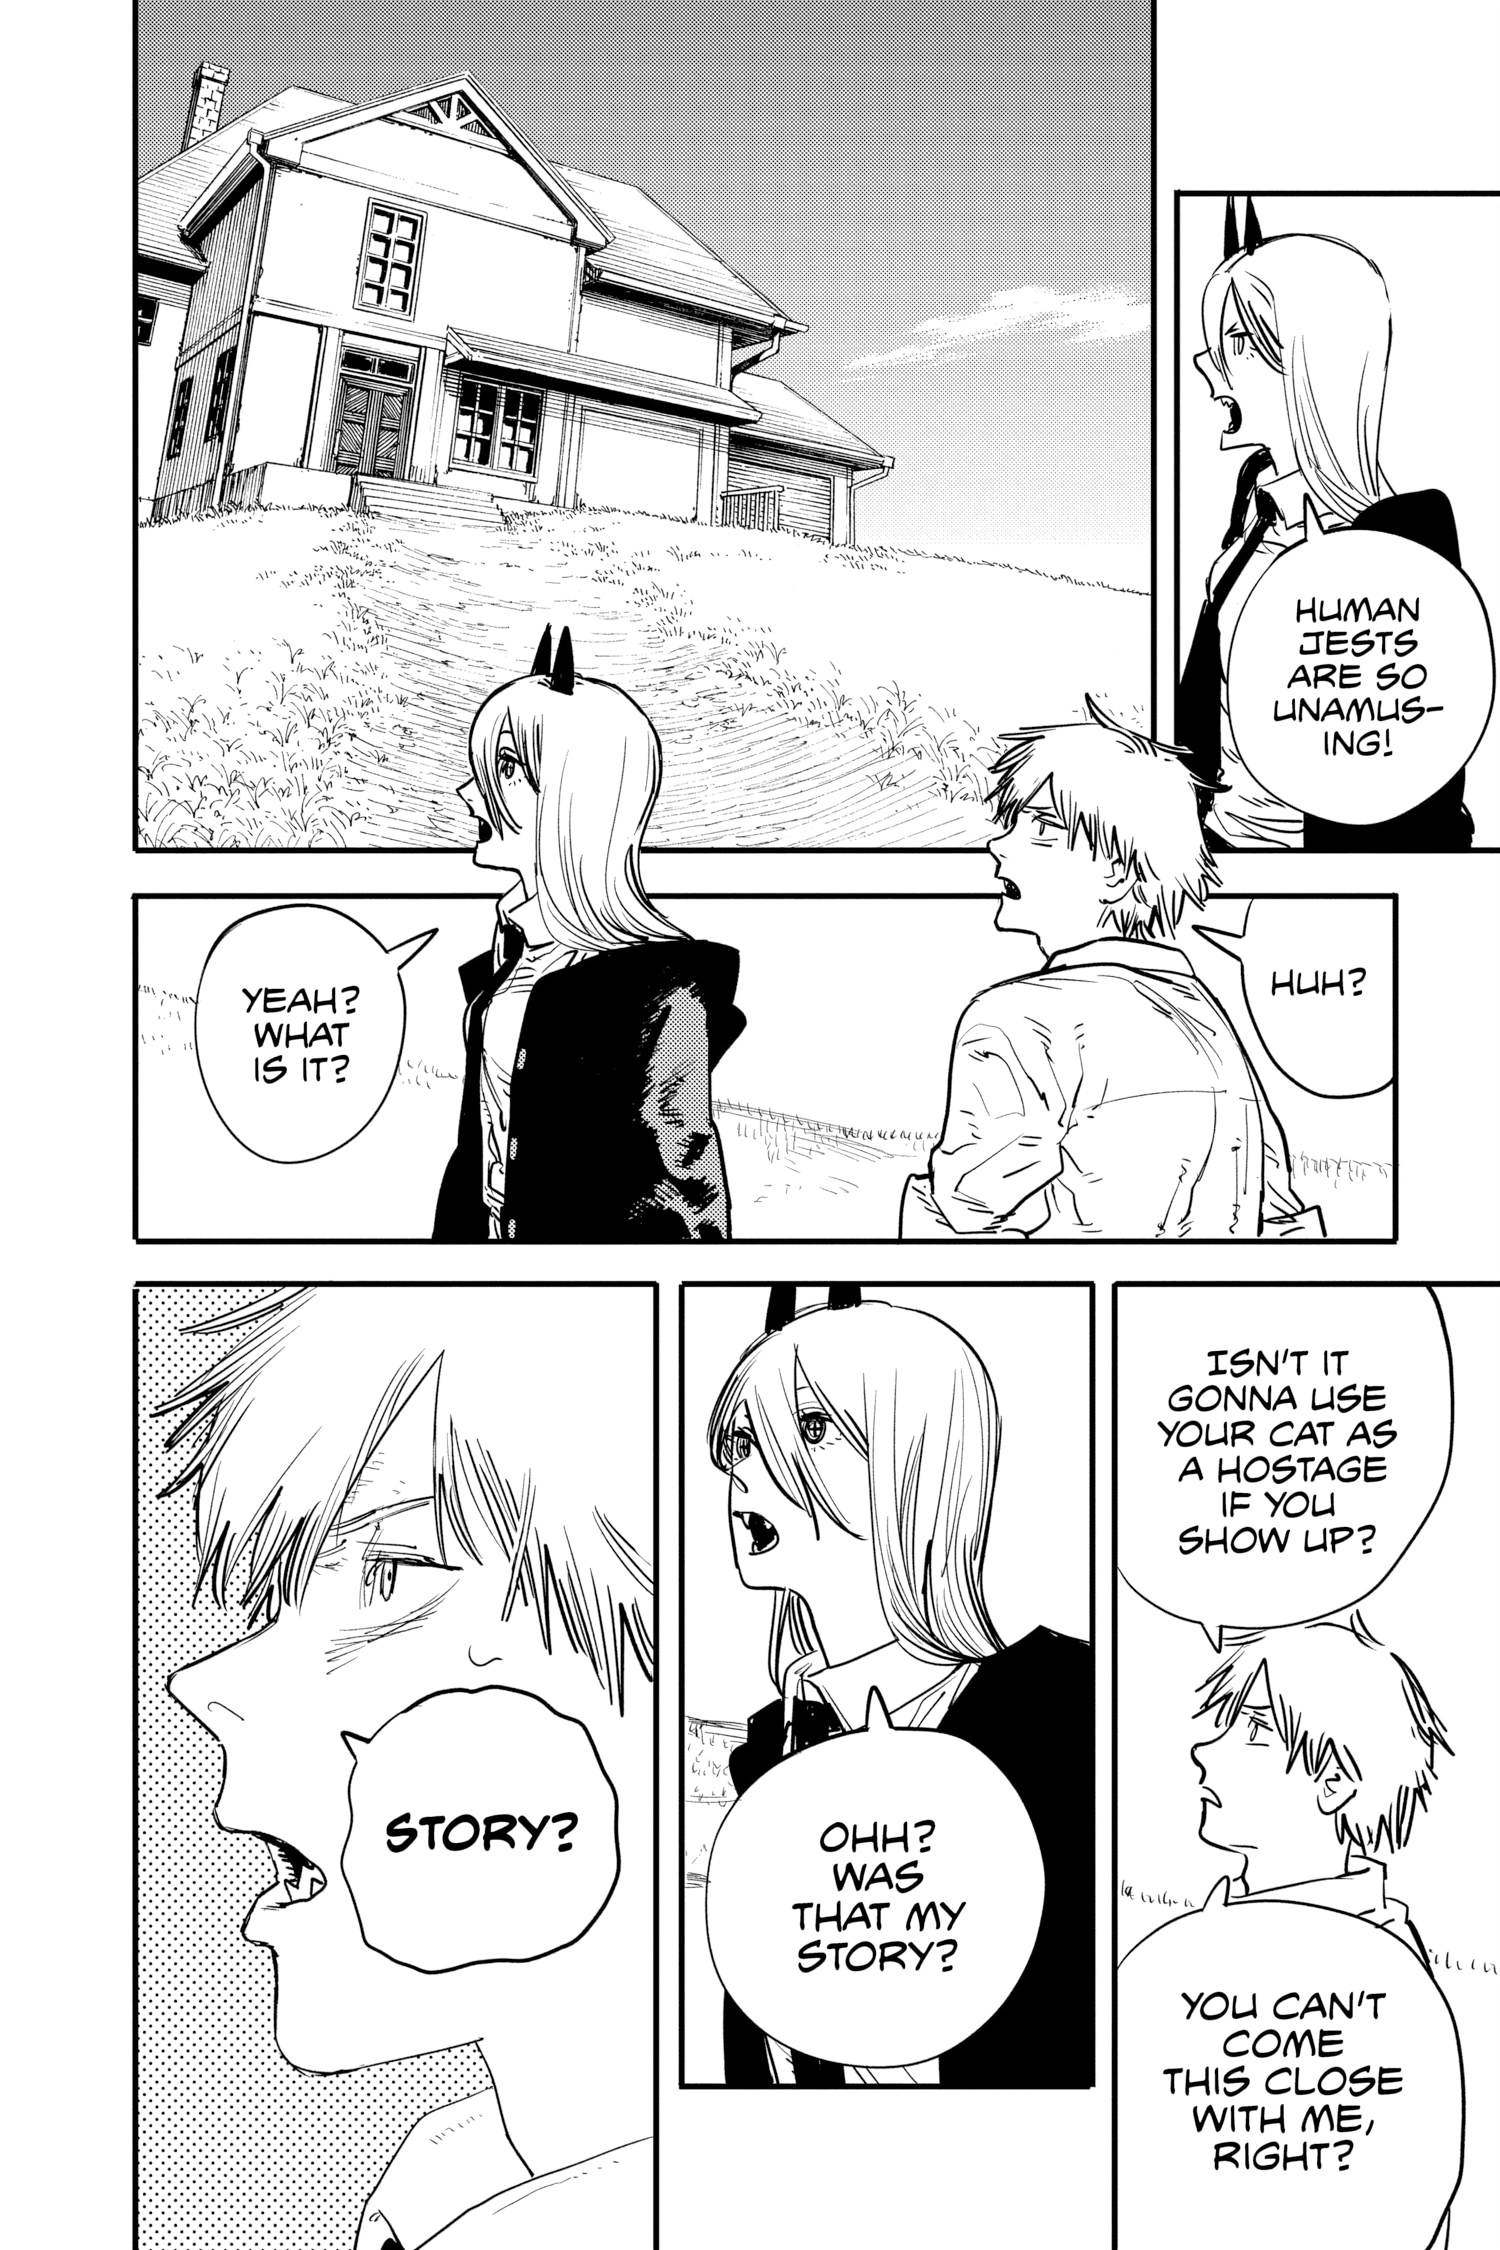 HUMAN
JESTS
ARE SO
UNAMUS-
ING!
HUH?
YEAH?
WHAT
IS IT?
ISN'T IT
GONNA USE
YOUR CAT AS
A HOSTAGE
IF YOU
SHOW UP?
YOU CAN'T
COME
THIS CLOSE
WITH ME,
RIGHT?
OHH?
WAS
THAT MY
STORY?
STORY?